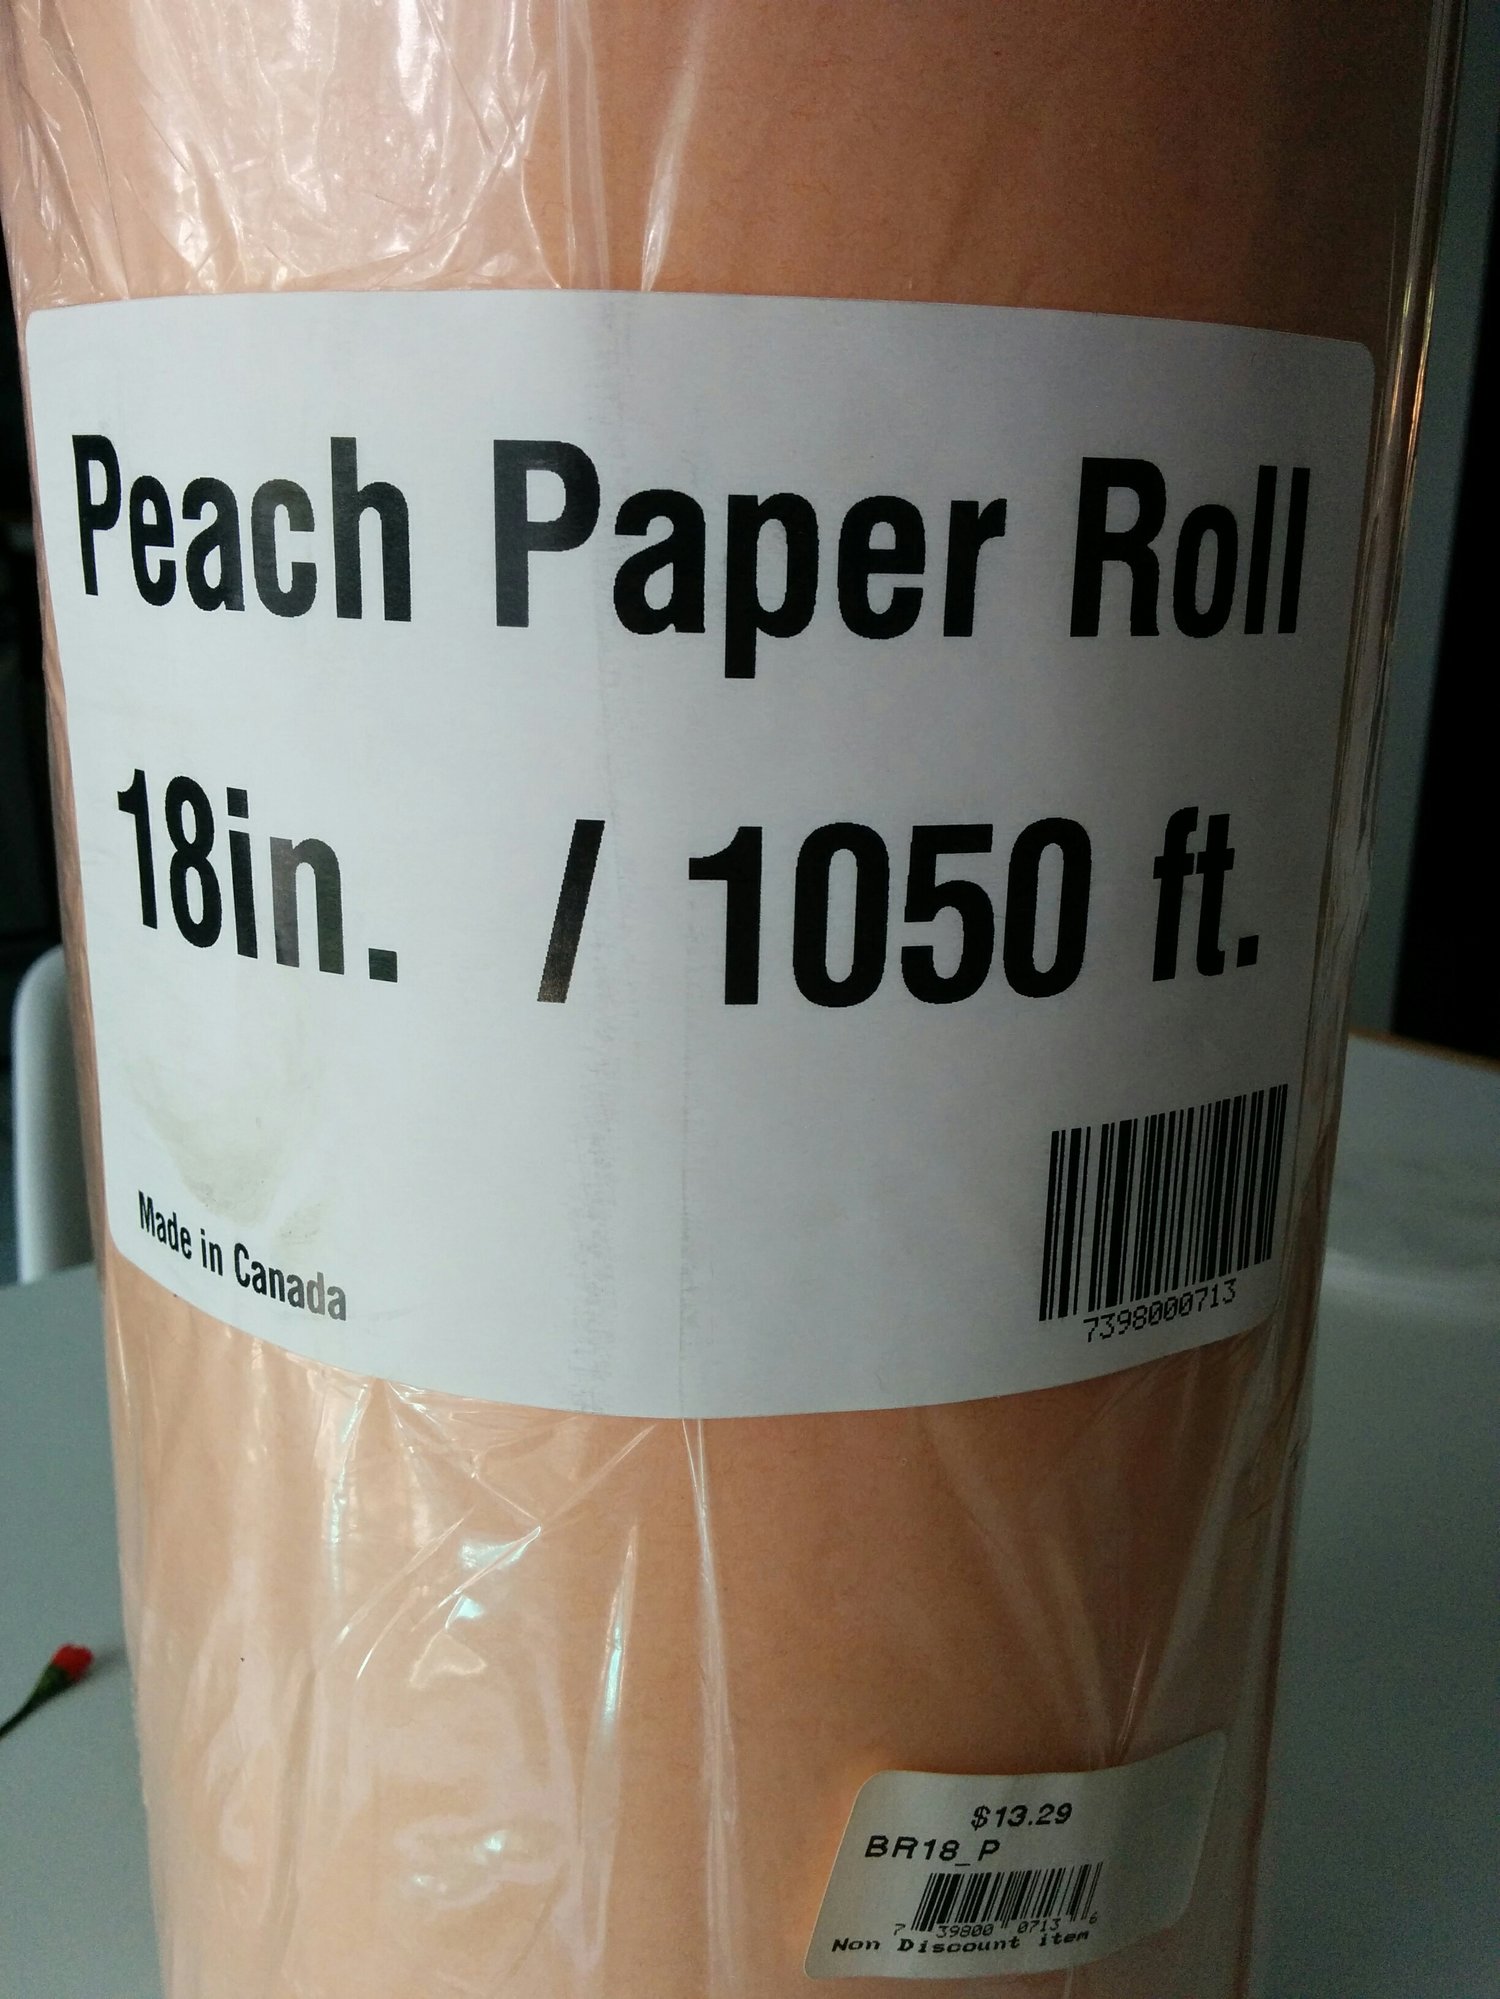 Peach Paper Roll
18in. / 1050 ft.
Made in Canada
7398000713
$13.29
BR18_P
7 39800 0713 6
Non Discount item